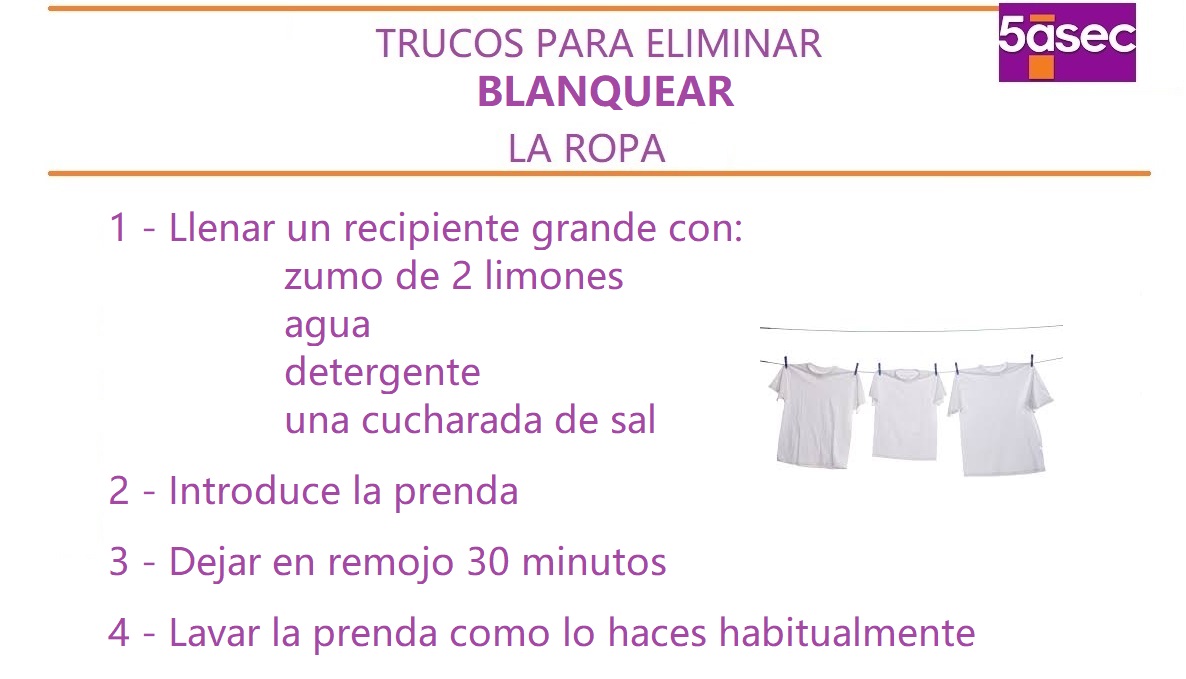 TRUCOS PARA ELIMINAR
5asec
BLANQUEAR
LA ROPA
1 - Llenar un recipiente grande con:
zumo de 2 limones
agua
detergente
una cucharada de sal
2 - Introduce la prenda
3 - Dejar en remojo 30 minutos
4 - Lavar la prenda como lo haces habitualmente